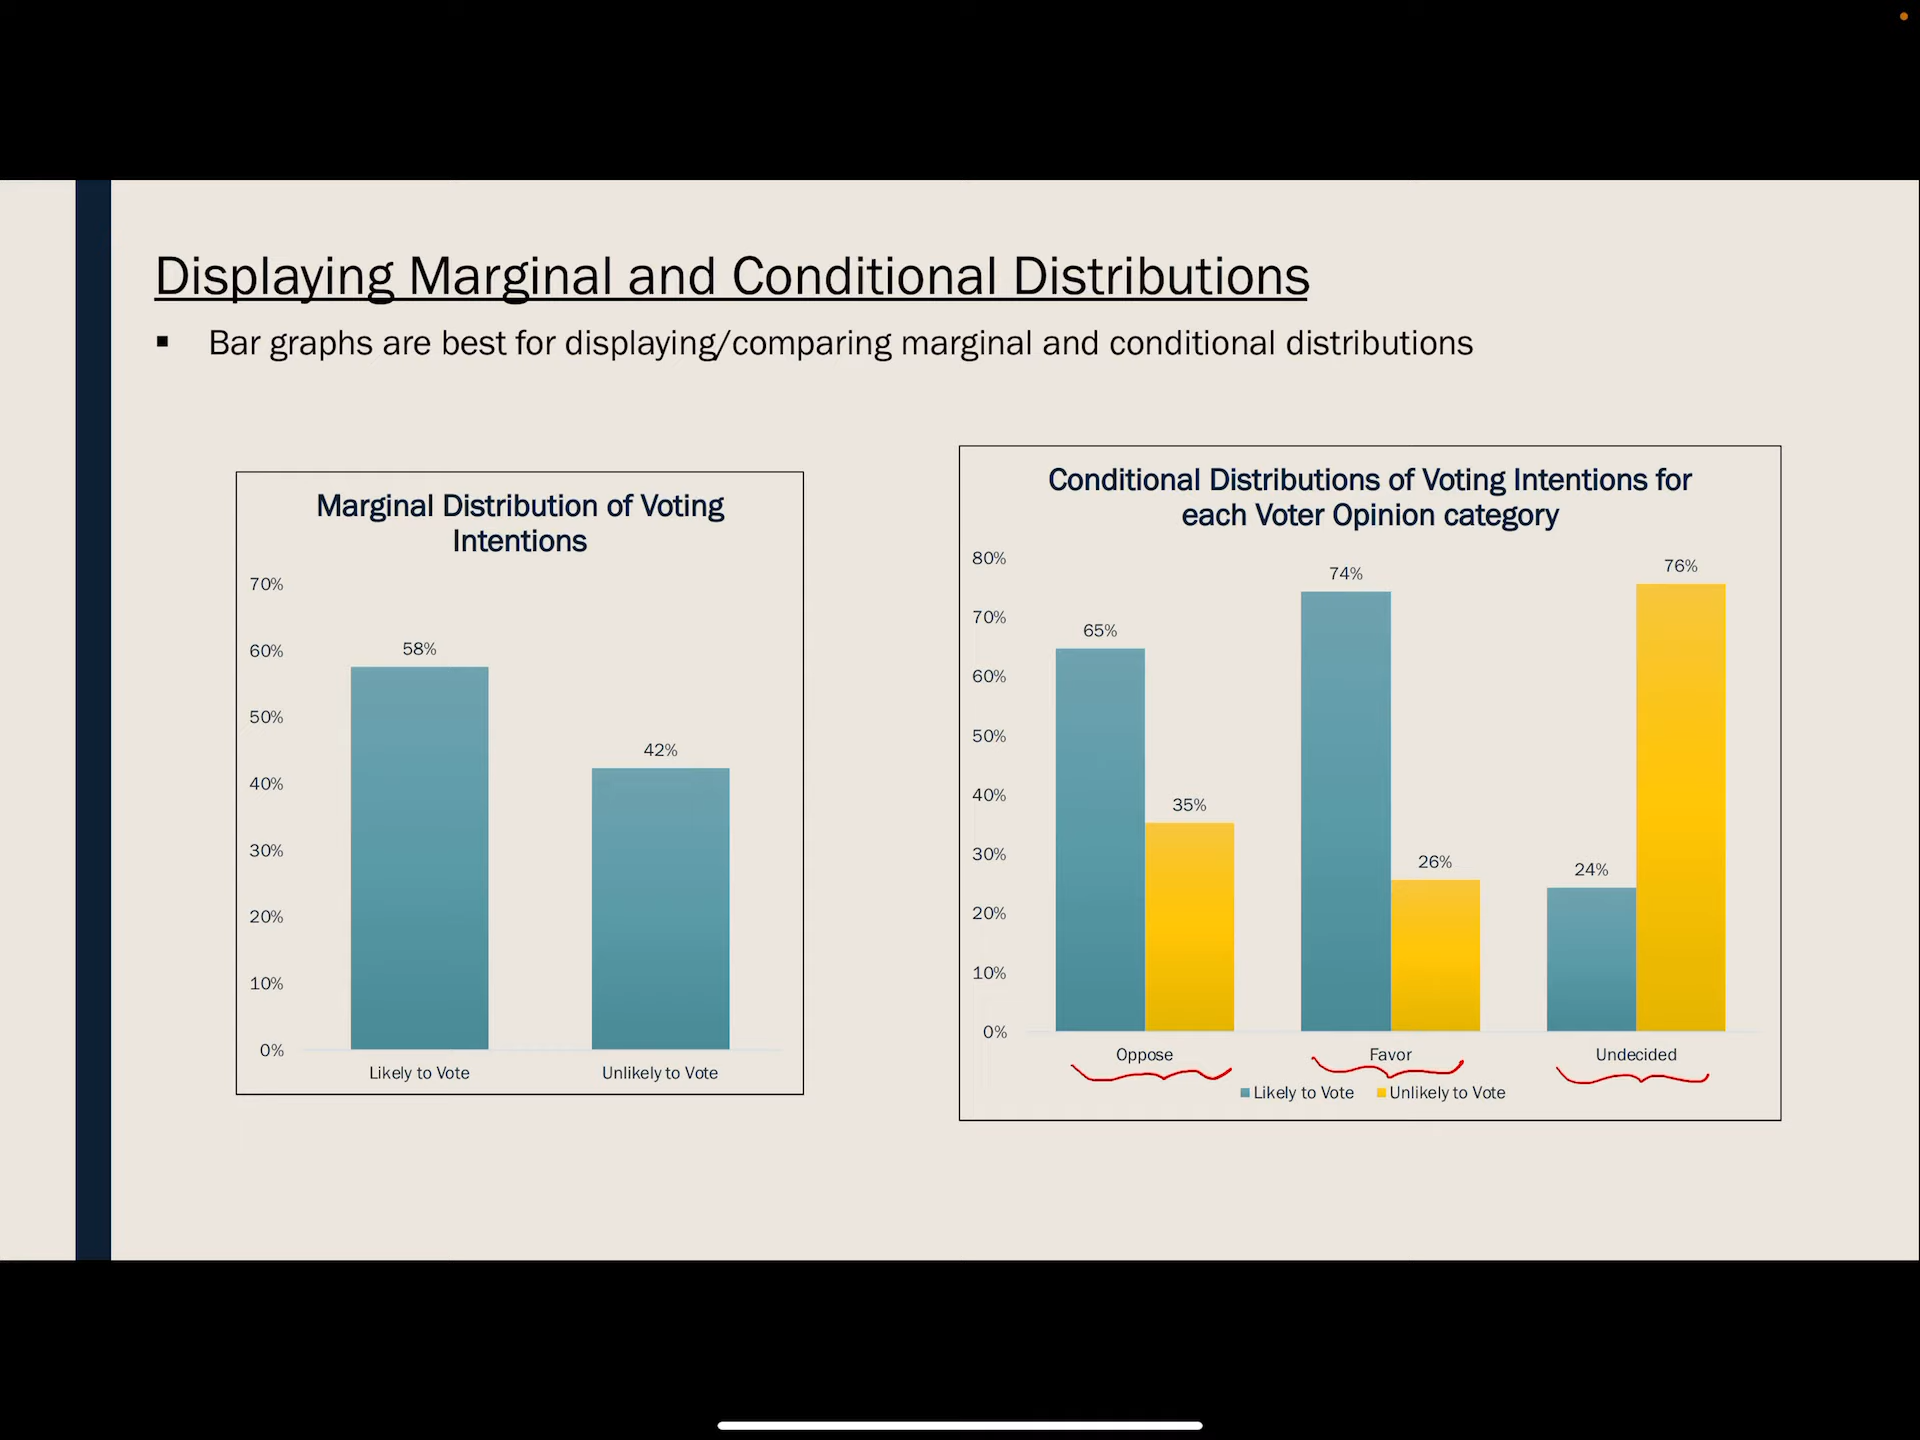 Displaying Marginal and Conditional Distributions
▪ Bar graphs are best for displaying/comparing marginal and conditional distributions
Marginal Distribution of Voting
Intentions
70%
60%
50%
40%
30%
20%
10%
0%
58%
42%
Likely to Vote
Unlikely to Vote
Conditional Distributions of Voting Intentions for
each Voter Opinion category
80%
70%
60%
50%
40%
30%
20%
10%
0%
65%
35%
74%
26%
24%
76%
Oppose
Favor
Undecided
Likely to Vote
Unlikely to Vote